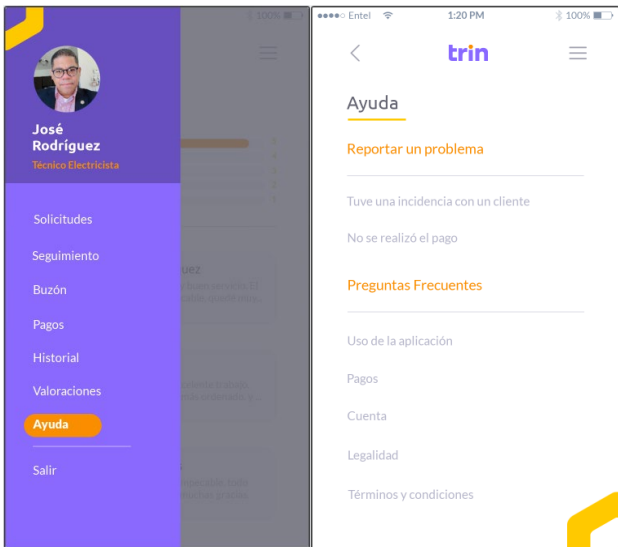 100%
José
Rodríguez
Técnico Electricista
Solicitudes
Seguimiento
Buzón
Pagos
Historial
Valoraciones
Ayuda
Salir
Entel
1:20 PM
100%
trin
Ayuda
Reportar un problema
Tuve una incidencia con un cliente
No se realizó el pago
Preguntas Frecuentes
Uso de la aplicación
Pagos
Cuenta
Legalidad
Términos y condiciones